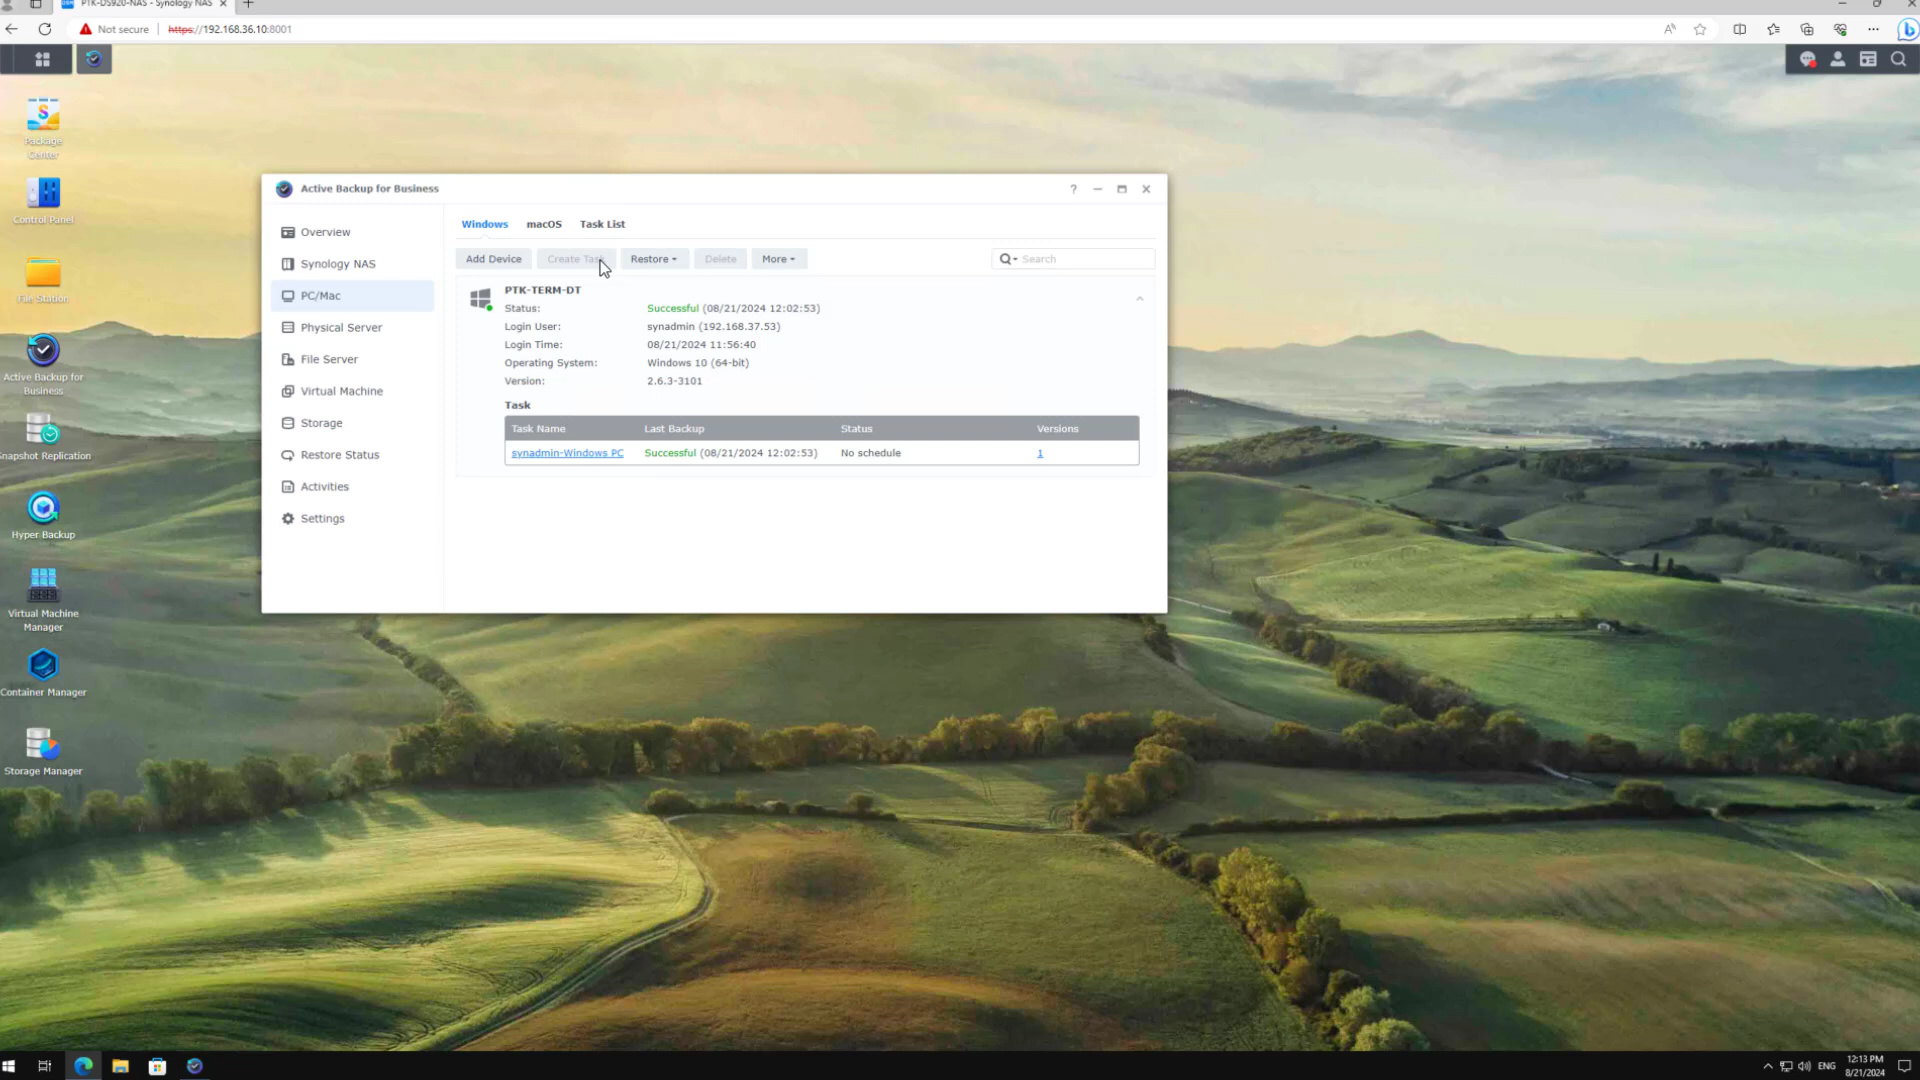 PTK-DS920-NAS - Synology NAS
Not secure
https://192.168.36.10:8001
Package Center
Control Panel
File Station
Active Backup for Business
Snapshot Replication
Hyper Backup
Virtual Machine Manager
Container Manager
Storage Manager
Active Backup for Business
Overview
Synology NAS
PC/Mac
Physical Server
File Server
Virtual Machine
Storage
Restore Status
Activities
Settings
Windows macOS Task List
Add Device Create Task Restore Delete More Search
PTK-TERM-DT
Status: Successful (08/21/2024 12:02:53)
Login User: synadmin (192.168.37.53)
Login Time: 08/21/2024 11:56:40
Operating System: Windows 10 (64-bit)
Version: 2.6.3-3101
Task
Task Name Last Backup Status Versions
synadmin-Windows PC Successful (08/21/2024 12:02:53) No schedule 1
ENG
12:13 PM
8/21/2024